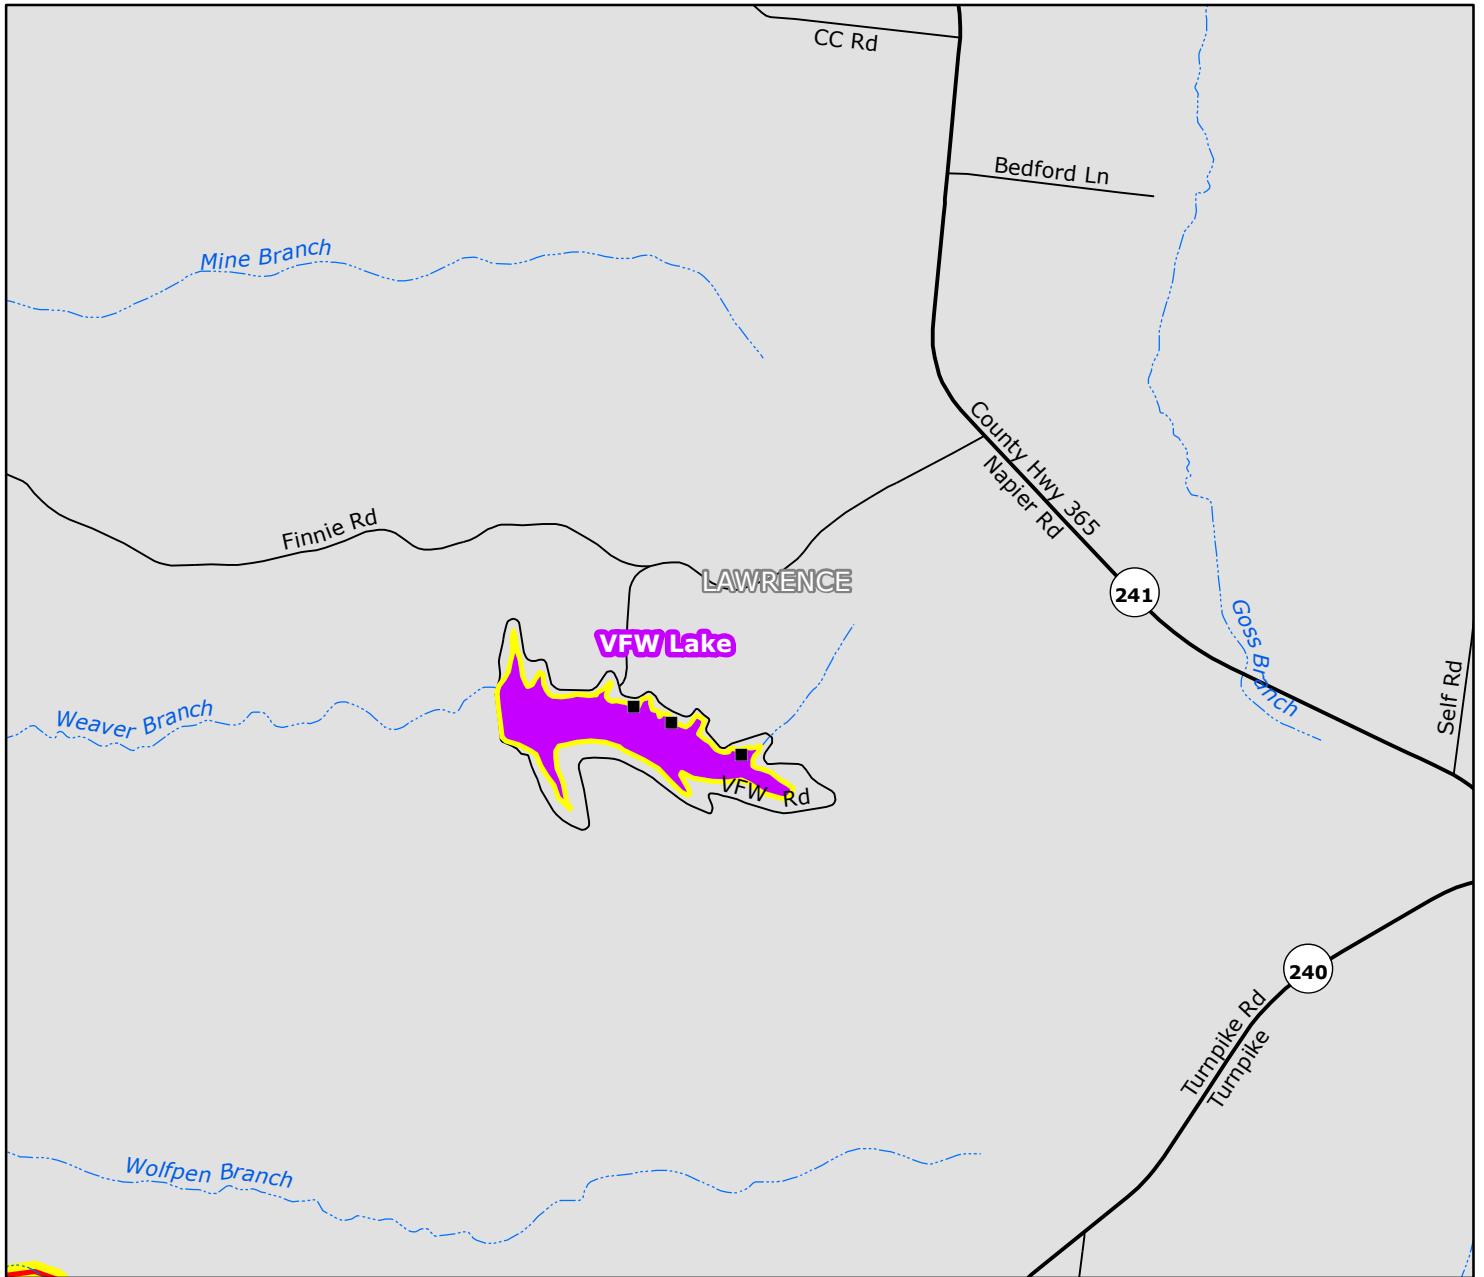 CC Rd
Bedford Ln
Mine Branch
County Hwy 365
Napier Rd
Finnie Rd
LAWRENCE
241
Goss Branch
VFW Lake
Self Rd
Weaver Branch
VFW Rd
240
Turnpike Rd
Turnpike
Wolfpen Branch